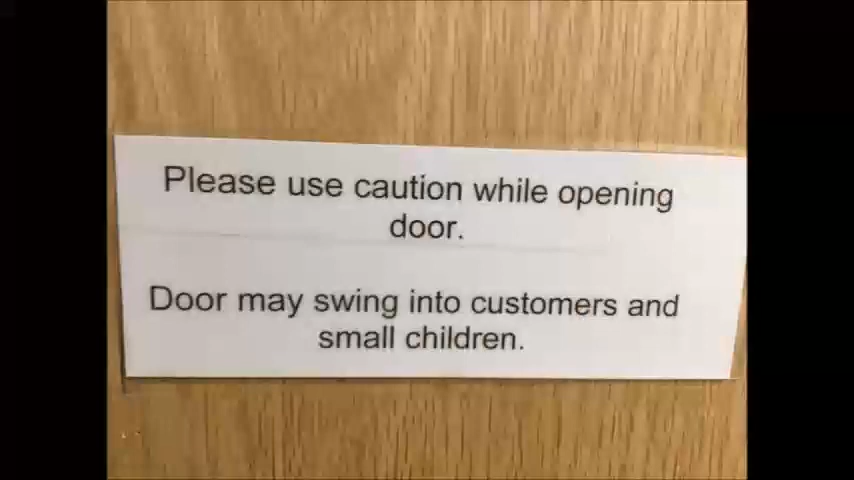 Please use caution while opening
door.
Door may swing into customers and
small children.